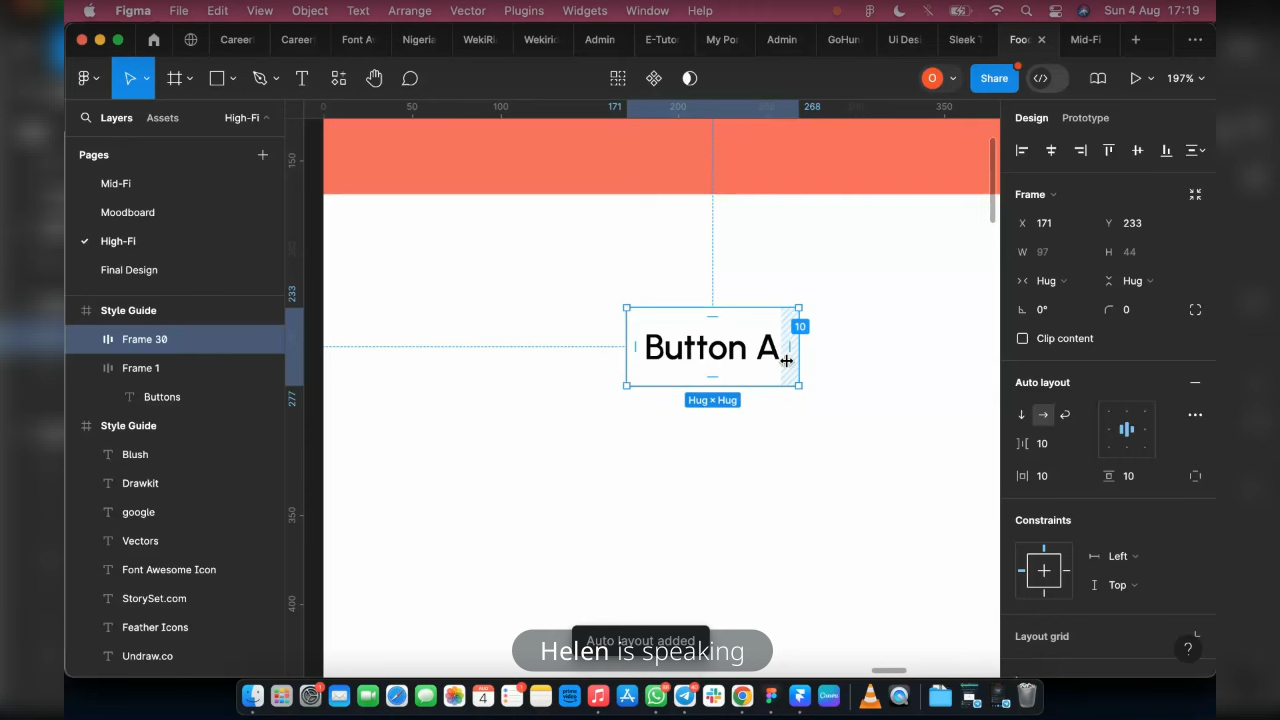 Figma File Edit View Object Text Arrange Vector Plugins Widgets Window Help Sun 4 Aug 17:19
Career Career Font A Nigeria WekiRi Wekiri Admin E-Tuto My Po Admin GoHun Ui Des Sleek T Foo Mid-Fi
O Share 197%
Layers Assets High-Fi
Pages
Mid-Fi
Moodboard
High-Fi
Final Design
Style Guide
Frame 30
Frame 1
Buttons
Style Guide
Blush
Drawkit
google
Vectors
Font Awesome Icon
StorySet.com
Feather Icons
Undraw.co
0 50 100 171 200 268 350
150
233
277
350
400
Button A
10
Hug × Hug
Auto layout added
Helen is speaking
Design Prototype
Frame
X 171 Y 233
W 97 H 44
Hug Hug
0° 0
Clip content
Auto layout
10
10 10
Constraints
Left
Top
Layout grid
?